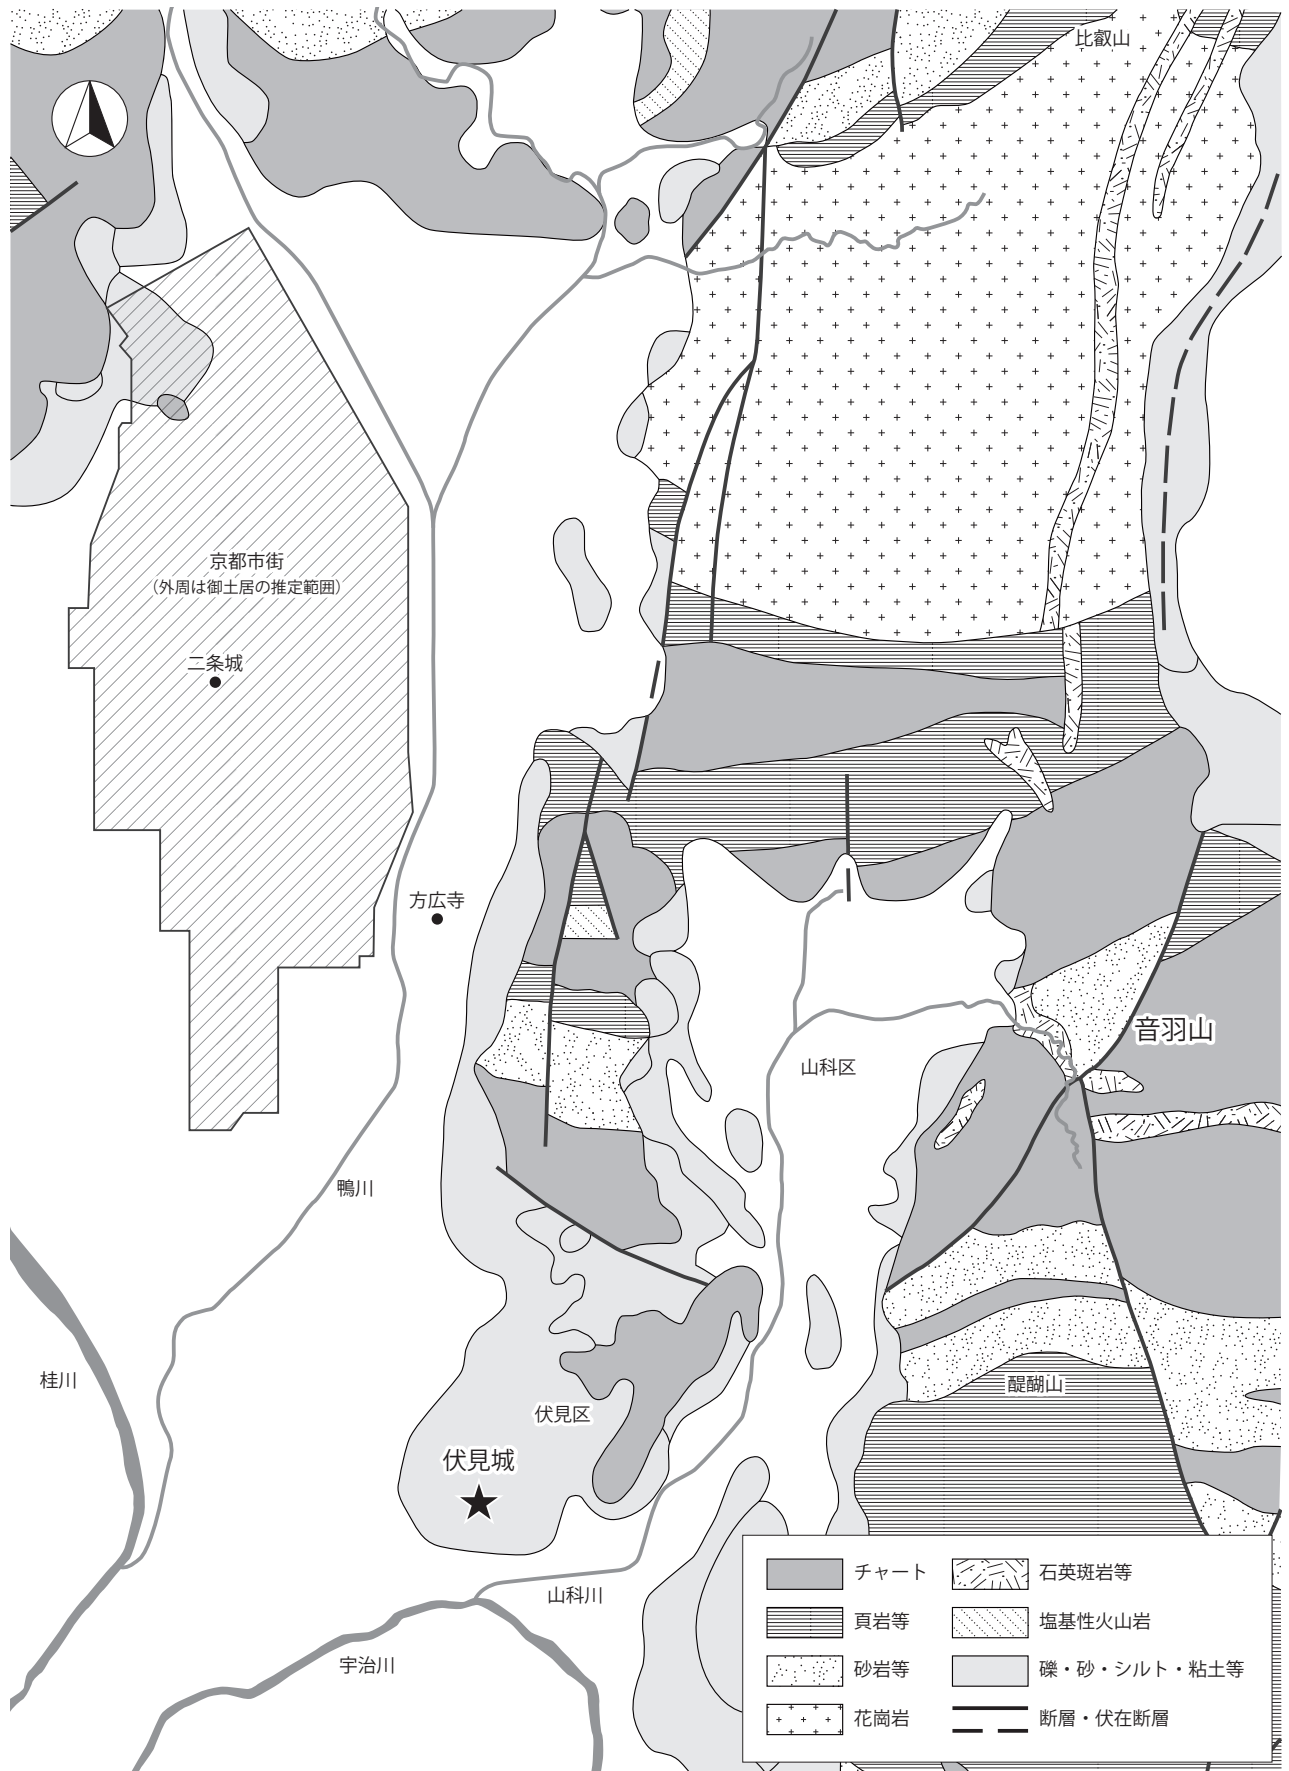 比叡山
京都市街
（外周は御土居の推定範囲）
二条城
方広寺
音羽山
山科区
鴨川
桂川
醍醐山
伏見区
伏見城
山科川
宇治川
チャート
頁岩等
砂岩等
花崗岩
石英斑岩等
塩基性火山岩
礫・砂・シルト・粘土等
断層・伏在断層